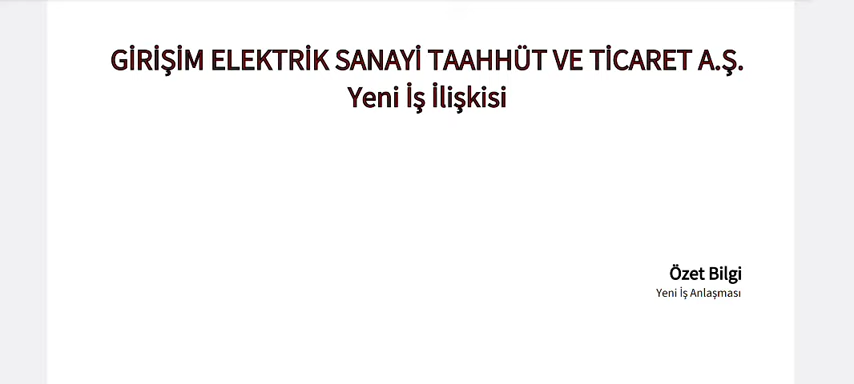 GİRİŞİM ELEKTRİK SANAYİ TAAHHÜT VE TİCARET A.Ş.
Yeni İş İlişkisi
Özet Bilgi
Yeni İş Anlaşması